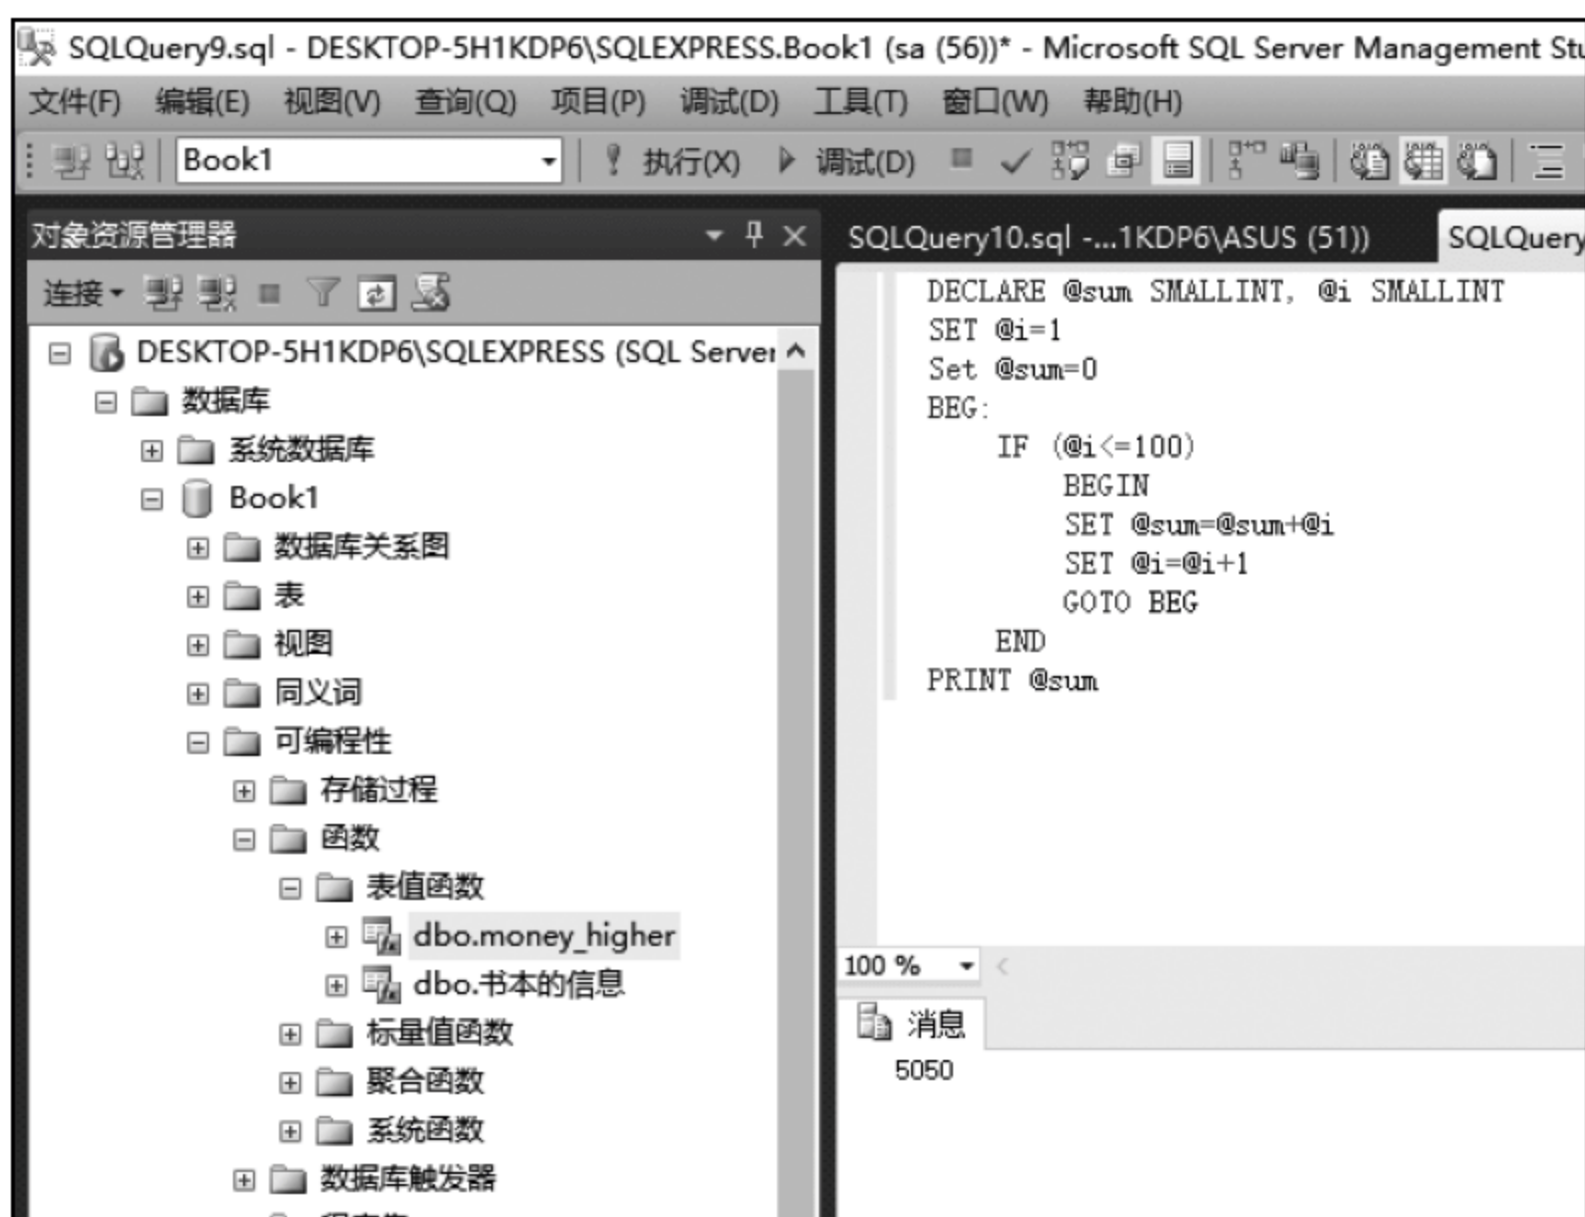 SQLQuery9.sql - DESKTOP-5H1KDP6\SQLEXPRESS.Book1 (sa (56))* - Microsoft SQL Server Management
文件(F) 编辑(E) 视图(V) 查询(Q) 项目(P) 调试(D) 工具(T) 窗口(W) 帮助(H)
Book1 执行(X) 调试(D)
对象资源管理器
连接
DESKTOP-5H1KDP6\SQLEXPRESS (SQL Server
数据库
系统数据库
Book1
数据库关系图
表
视图
同义词
可编程性
存储过程
函数
表值函数
dbo.money_higher
dbo.书本的信息
标量值函数
聚合函数
系统函数
数据库触发器
SQLQuery10.sql -...1KDP6\ASUS (51)) SQLQuery
DECLARE @sum SMALLINT, @i SMALLINT
SET @i=1
Set @sum=0
BEG:
IF (@i<=100)
BEGIN
SET @sum=@sum+@i
SET @i=@i+1
GOTO BEG
END
PRINT @sum
100 %
消息
5050